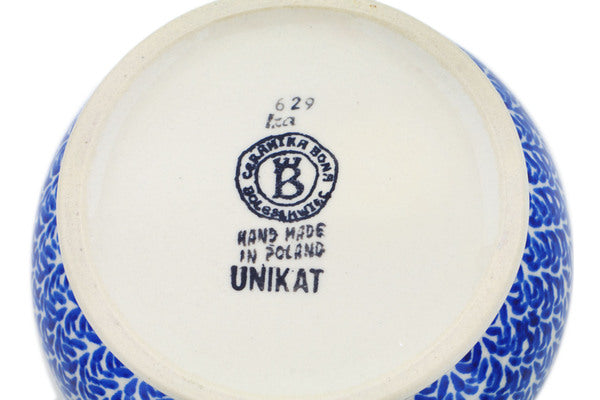 629
Iza
CERAMIKA BONA
B
BOLESŁAWIEC
HAND MADE
IN POLAND
UNIKAT